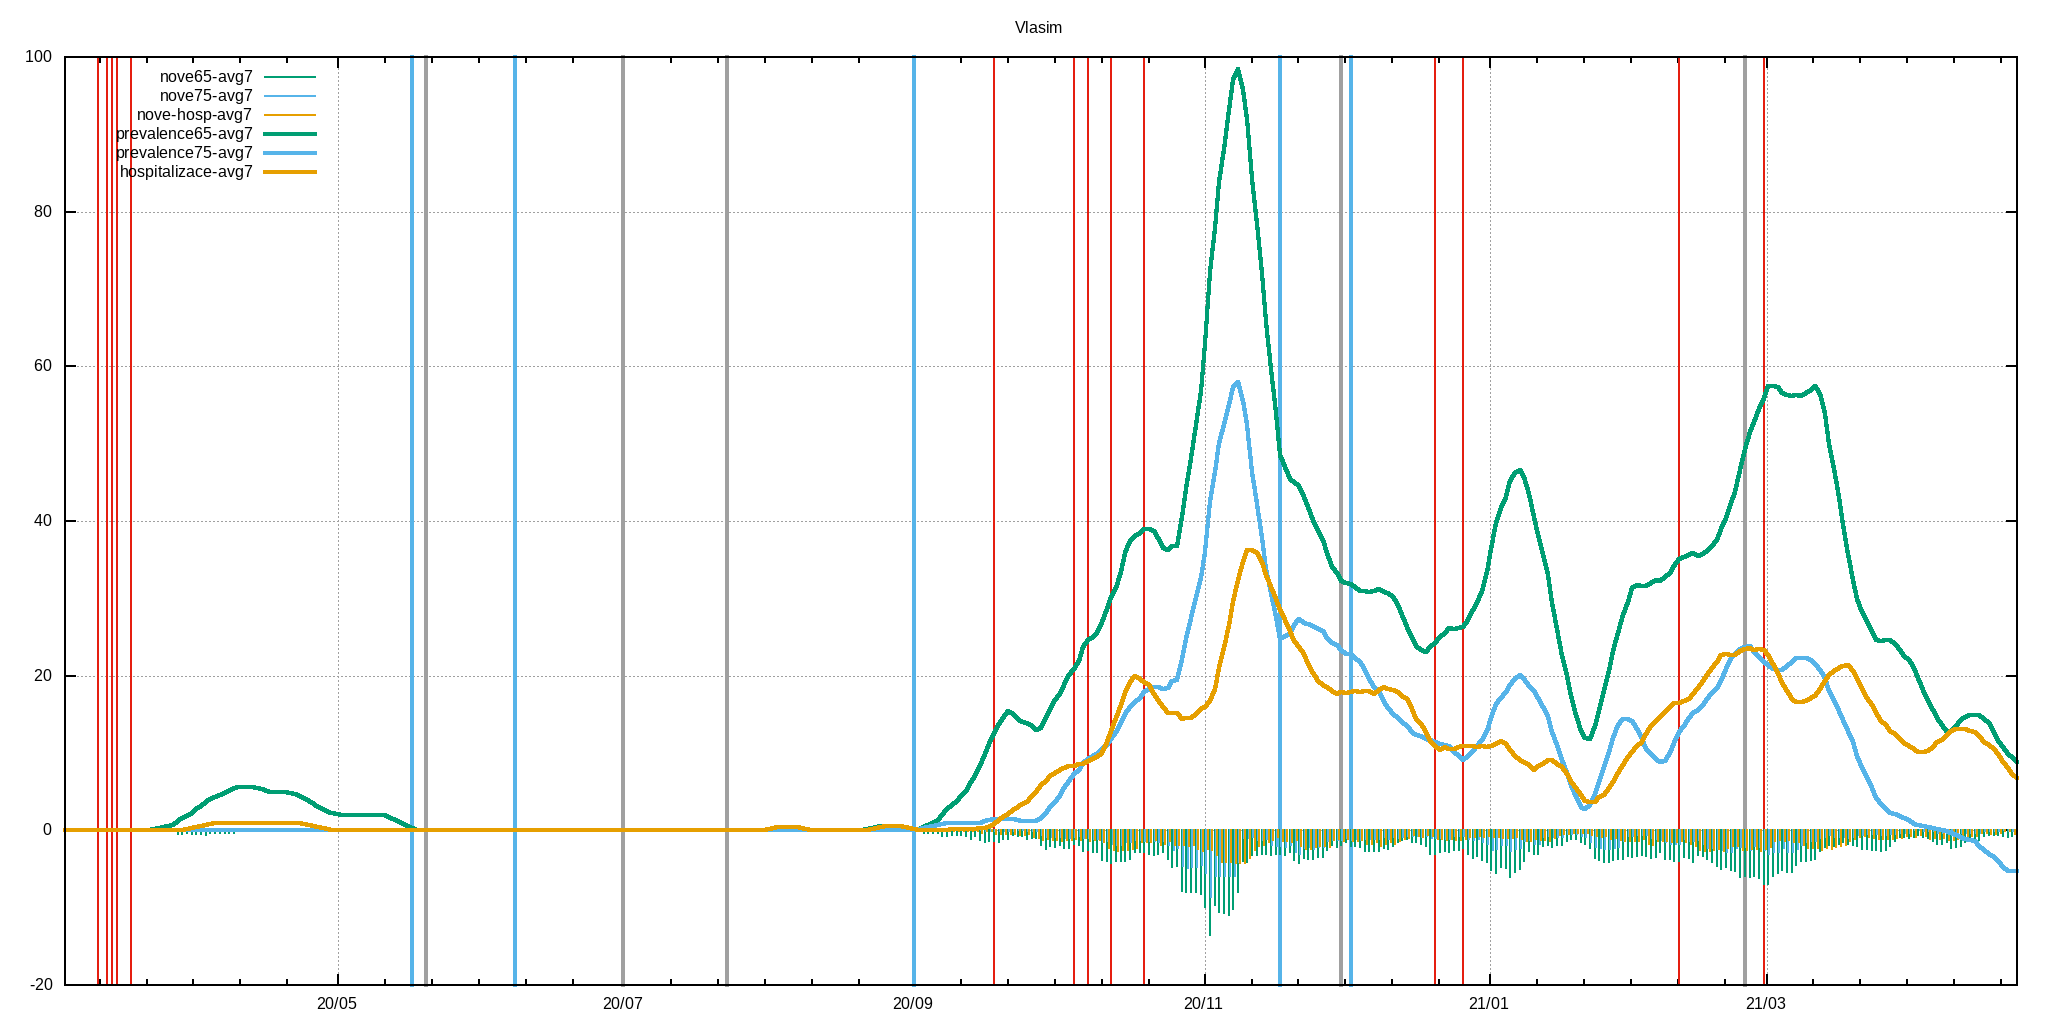 Vlasim
100
80
60
40
20
0
-20
nove65-avg7
nove75-avg7
nove-hosp-avg7
prevalence65-avg7
prevalence75-avg7
hospitalizace-avg7
20/05 20/07 20/09 20/11 21/01 21/03